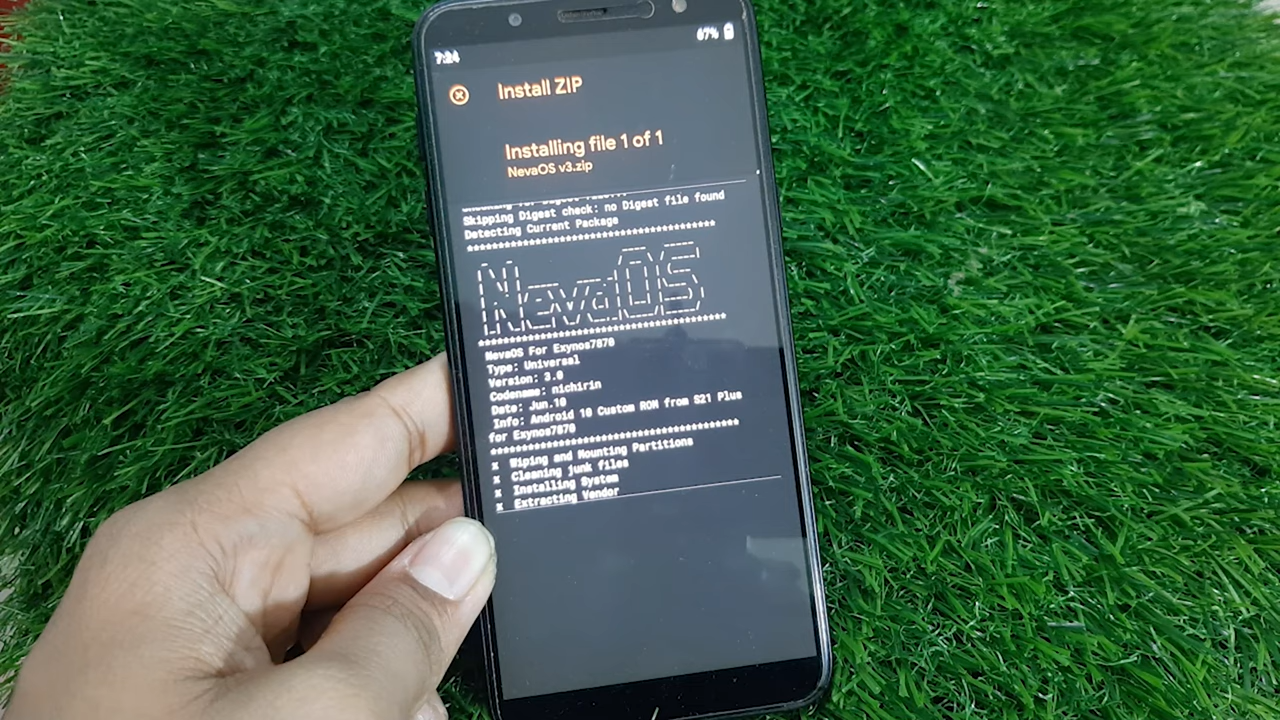 7:24
67%
Install ZIP
Installing file 1 of 1
NevaOS v3.zip
Skipping Digest check: no Digest file found
Detecting Current Package
****************************************
NevaOS
****************************************
NevaOS For Exynos7870
Type: Universal
Version: 3.0
Codename: nichirin
Date: Jun.10
Info: Android 10 Custom ROM from S21 Plus
for Exynos7870
****************************************
x Wiping and Mounting Partitions
x Cleaning junk files
x Installing System
x Extracting Vendor